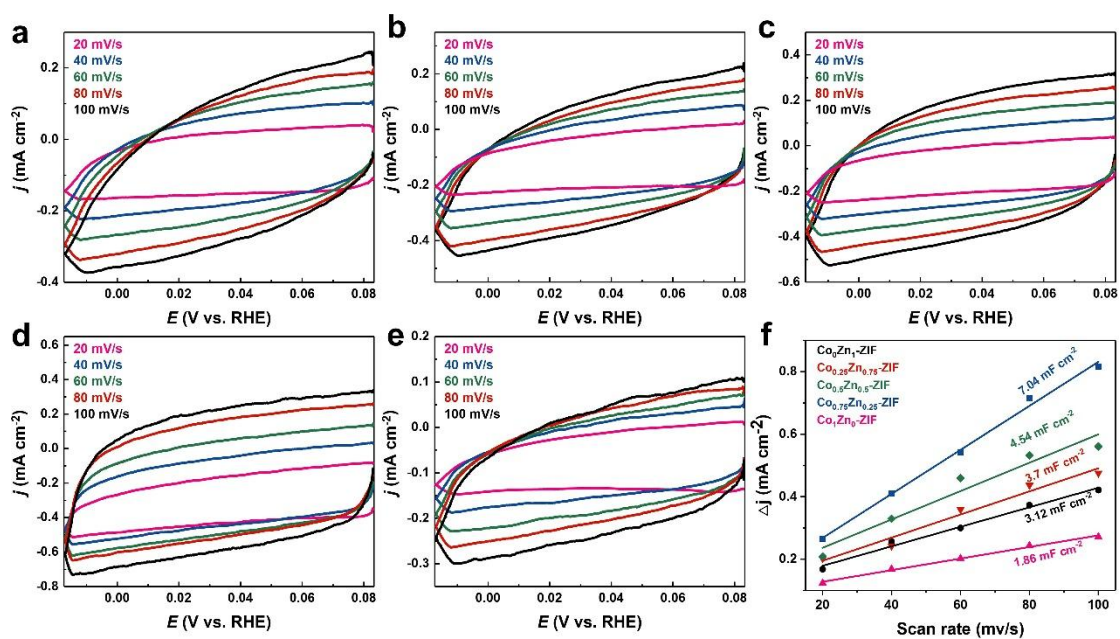 a
20 mV/s
40 mV/s
60 mV/s
80 mV/s
100 mV/s
0.2
0.0
-0.2
-0.4
j (mA cm-2)
0.00 0.02 0.04 0.06 0.08
E (V vs. RHE)
b
20 mV/s
40 mV/s
60 mV/s
80 mV/s
100 mV/s
0.4
0.2
0.0
-0.2
-0.4
j (mA cm-2)
0.00 0.02 0.04 0.06 0.08
E (V vs. RHE)
c
20 mV/s
40 mV/s
60 mV/s
80 mV/s
100 mV/s
0.4
0.2
0.0
-0.2
-0.4
-0.6
j (mA cm-2)
0.00 0.02 0.04 0.06 0.08
E (V vs. RHE)
d
20 mV/s
40 mV/s
60 mV/s
80 mV/s
100 mV/s
0.6
0.4
0.2
0.0
-0.2
-0.4
-0.6
-0.8
j (mA cm-2)
0.00 0.02 0.04 0.06 0.08
E (V vs. RHE)
e
20 mV/s
40 mV/s
60 mV/s
80 mV/s
100 mV/s
0.2
0.1
0.0
-0.1
-0.2
-0.3
j (mA cm-2)
0.00 0.02 0.04 0.06 0.08
E (V vs. RHE)
f
Co0Zn1-ZIF
Co0.25Zn0.75-ZIF
Co0.5Zn0.5-ZIF
Co0.75Zn0.25-ZIF
Co1Zn0-ZIF
7.04 mF cm-2
4.54 mF cm-2
3.7 mF cm-2
3.12 mF cm-2
1.86 mF cm-2
0.8
0.6
0.4
0.2
△j (mA cm-2)
20 40 60 80 100
Scan rate (mv/s)